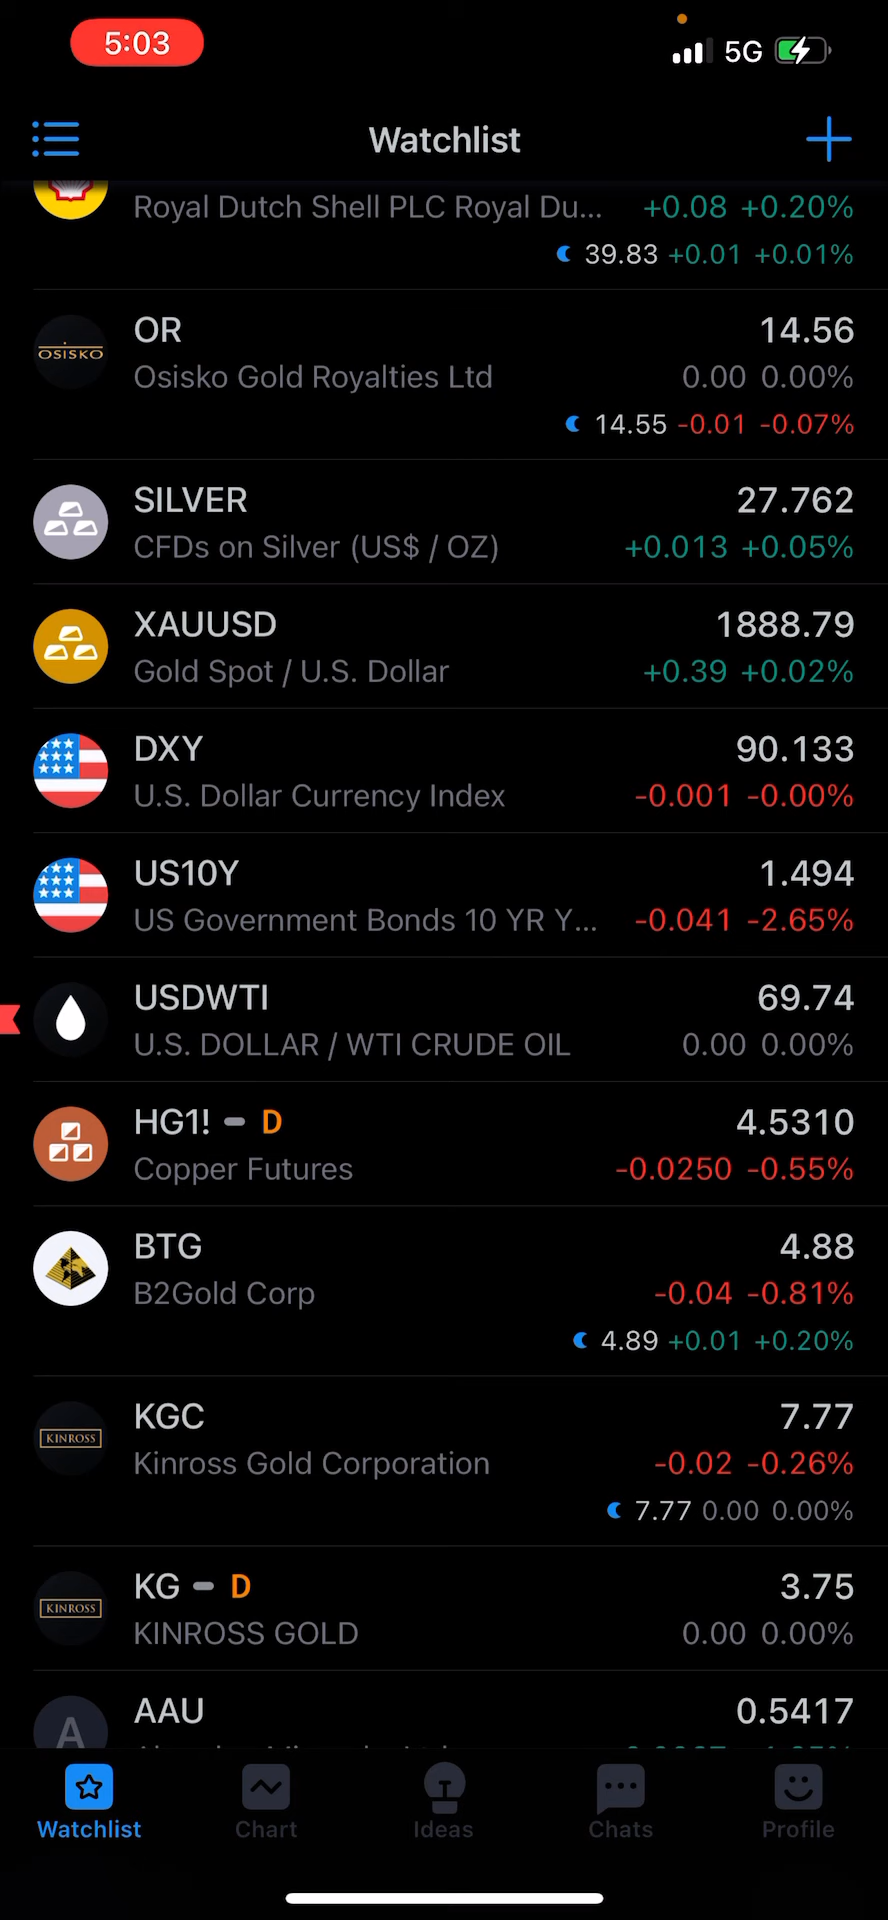 5:03
5G
Watchlist
Royal Dutch Shell PLC Royal Du... +0.08 +0.20%
39.83 +0.01 +0.01%
OSISKO
OR 14.56
Osisko Gold Royalties Ltd 0.00 0.00%
14.55 -0.01 -0.07%
SILVER 27.762
CFDs on Silver (US$ / OZ) +0.013 +0.05%
XAUUSD 1888.79
Gold Spot / U.S. Dollar +0.39 +0.02%
DXY 90.133
U.S. Dollar Currency Index -0.001 -0.00%
US10Y 1.494
US Government Bonds 10 YR Y... -0.041 -2.65%
USDWTI 69.74
U.S. DOLLAR / WTI CRUDE OIL 0.00 0.00%
HG1! D 4.5310
Copper Futures -0.0250 -0.55%
BTG 4.88
B2Gold Corp -0.04 -0.81%
4.89 +0.01 +0.20%
KINROSS
KGC 7.77
Kinross Gold Corporation -0.02 -0.26%
7.77 0.00 0.00%
KINROSS
KG D 3.75
KINROSS GOLD 0.00 0.00%
A
AAU 0.5417
Watchlist Chart Ideas Chats Profile